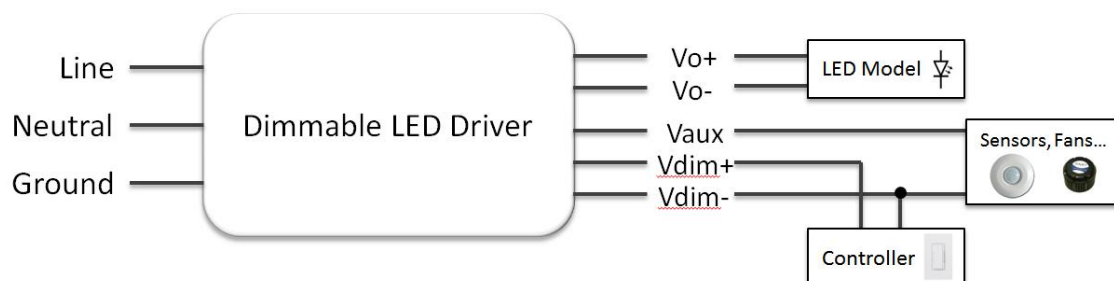 Line
Neutral
Ground
Dimmable LED Driver
Vo+
Vo-
Vaux
Vdim+
Vdim-
LED Model
Sensors, Fans...
Controller